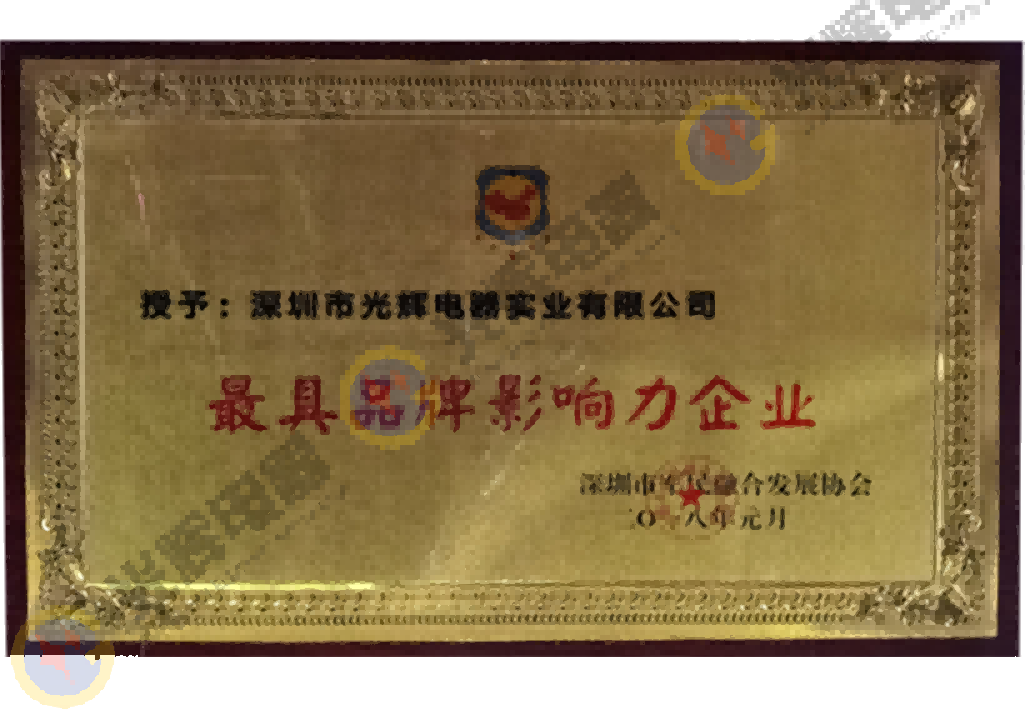 授予：深圳市光辉电器实业有限公司
最具品牌影响力企业
深圳市军民融合发展协会
二〇一八年元月